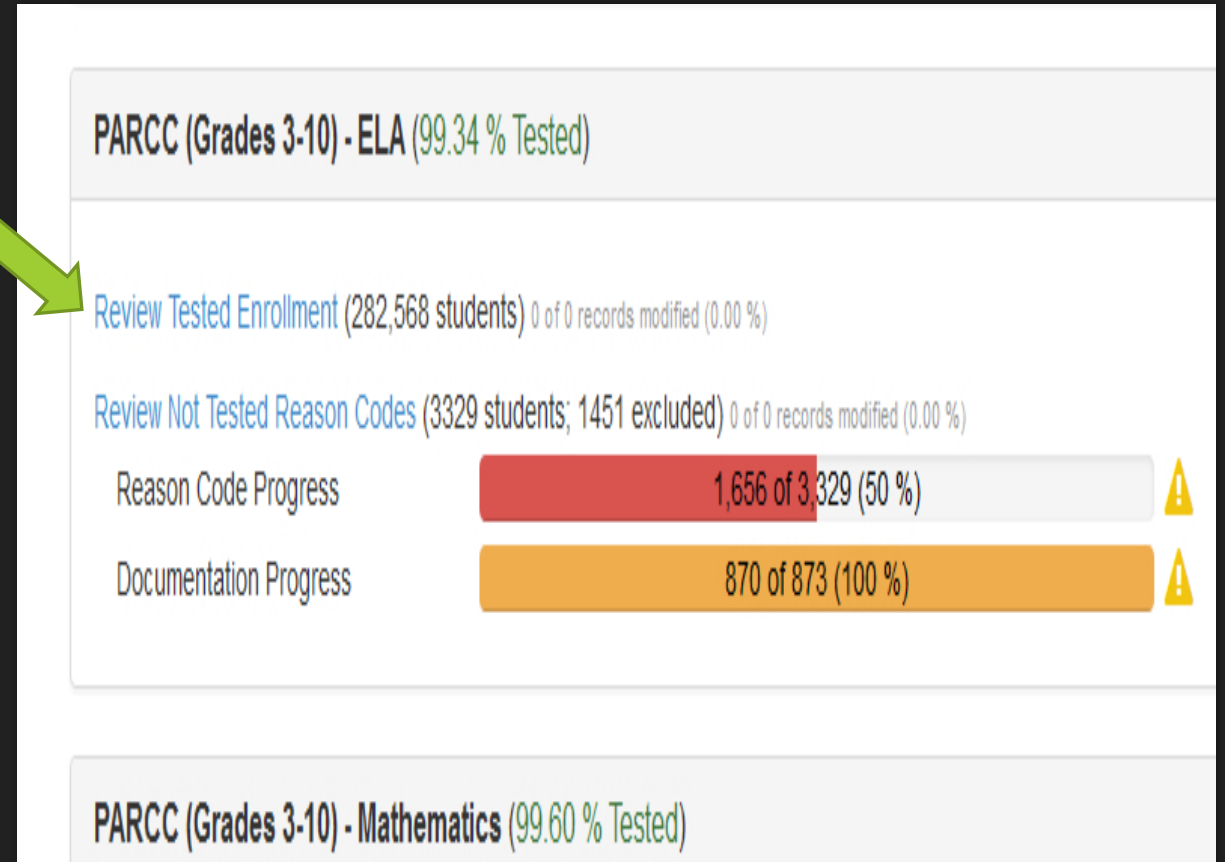 PARCC (Grades 3-10) - ELA (99.34 % Tested)
Review Tested Enrollment (282,568 students) 0 of 0 records modified (0.00 %)
Review Not Tested Reason Codes (3329 students; 1451 excluded) 0 of 0 records modified (0.00 %)
Reason Code Progress 1,656 of 3,329 (50 %)
Documentation Progress 870 of 873 (100 %)
PARCC (Grades 3-10) - Mathematics (99.60 % Tested)